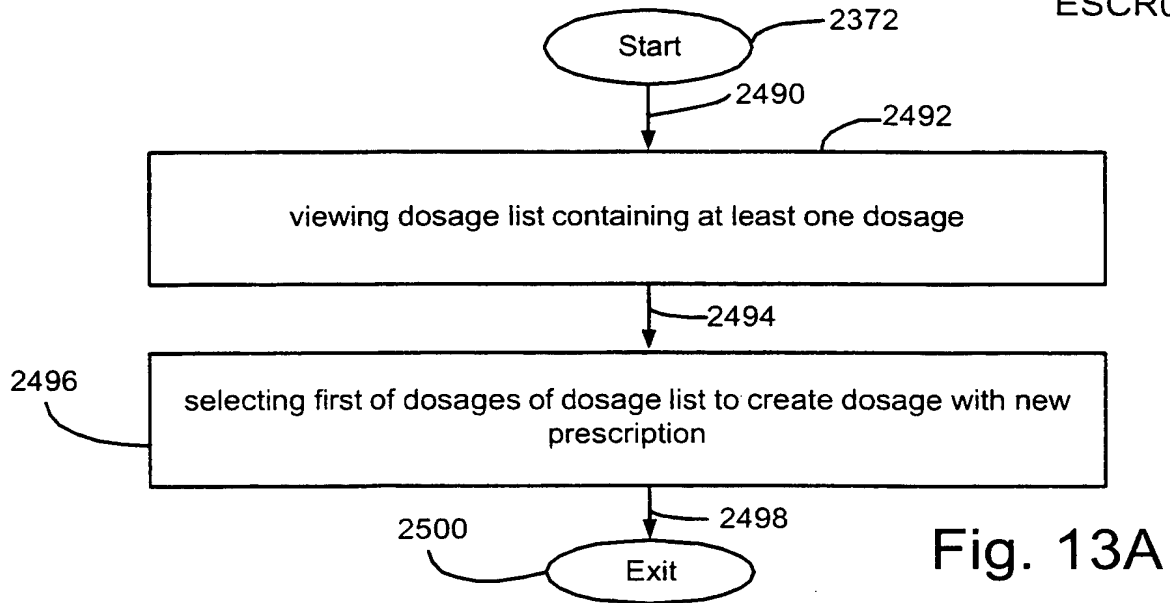 ESCR0
Start
2372
2490
2492
viewing dosage list containing at least one dosage
2494
2496
selecting first of dosages of dosage list to create dosage with new
prescription
2498
2500
Exit
Fig. 13A